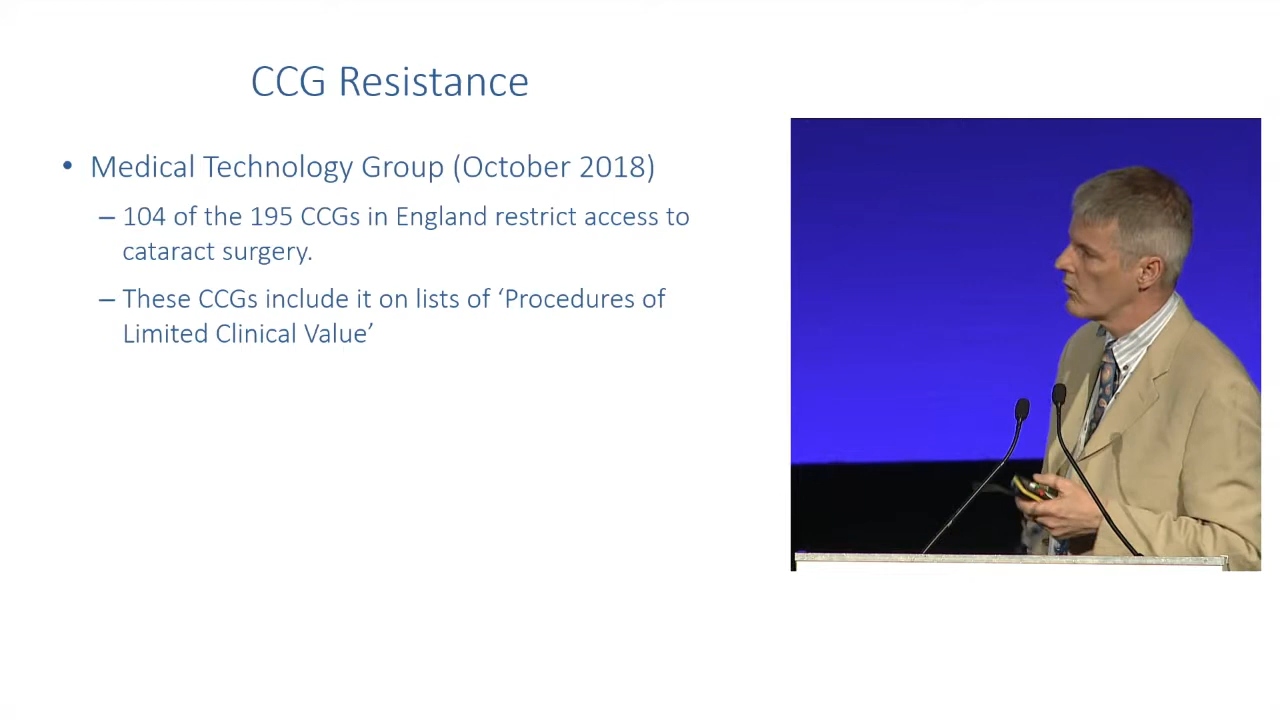 CCG Resistance
• Medical Technology Group (October 2018)
– 104 of the 195 CCGs in England restrict access to
cataract surgery.
– These CCGs include it on lists of ‘Procedures of
Limited Clinical Value’